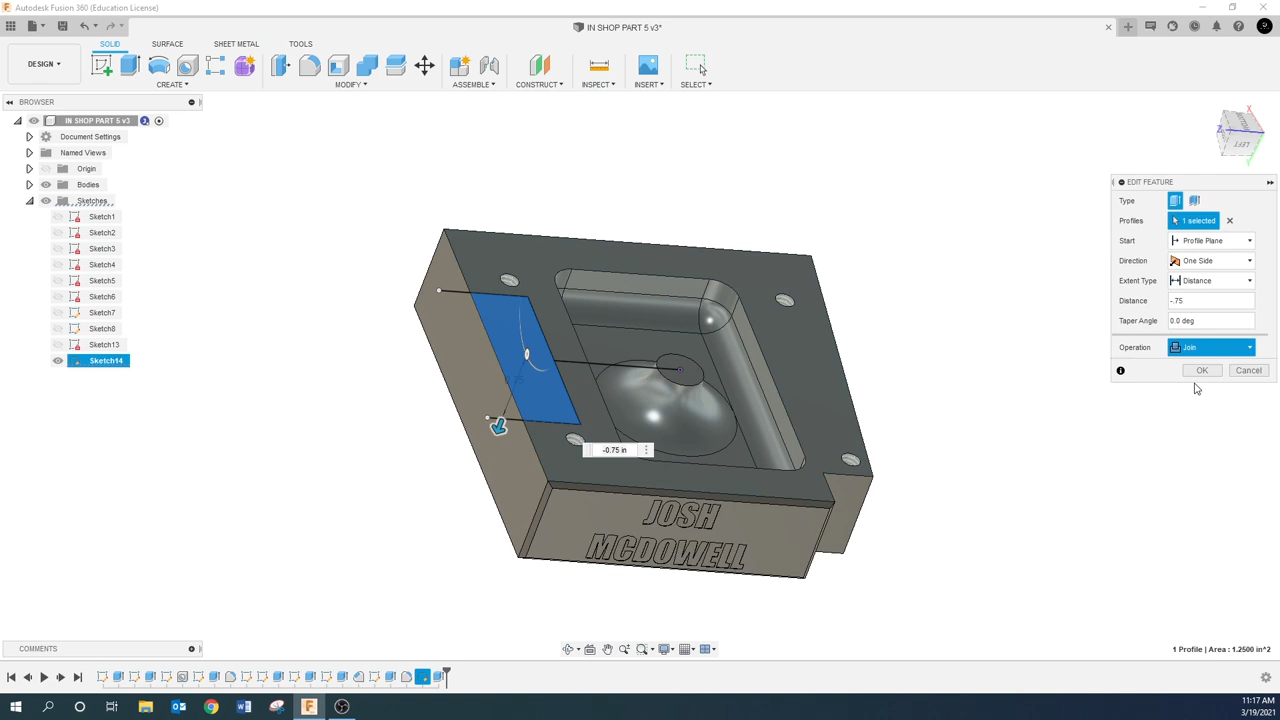 Autodesk Fusion 360 (Education License)
IN SHOP PART 5 v3*
SOLID
SURFACE
SHEET METAL
TOOLS
DESIGN
CREATE
MODIFY
ASSEMBLE
CONSTRUCT
INSPECT
INSERT
SELECT
BROWSER
IN SHOP PART 5 v3
Document Settings
Named Views
Origin
Bodies
Sketches
Sketch1
Sketch2
Sketch3
Sketch4
Sketch5
Sketch6
Sketch7
Sketch8
Sketch13
Sketch14
X
Z
Y
BOTTOM
LEFT
EDIT FEATURE
Type
Profiles 1 selected
Start Profile Plane
Direction One Side
Extent Type Distance
Distance -.75
Taper Angle 0.0 deg
Operation Join
OK Cancel
0.75
-0.75 in
JOSH
MCDOWELL
COMMENTS
1 Profile | Area : 1.2500 in^2
11:17 AM
3/19/2021